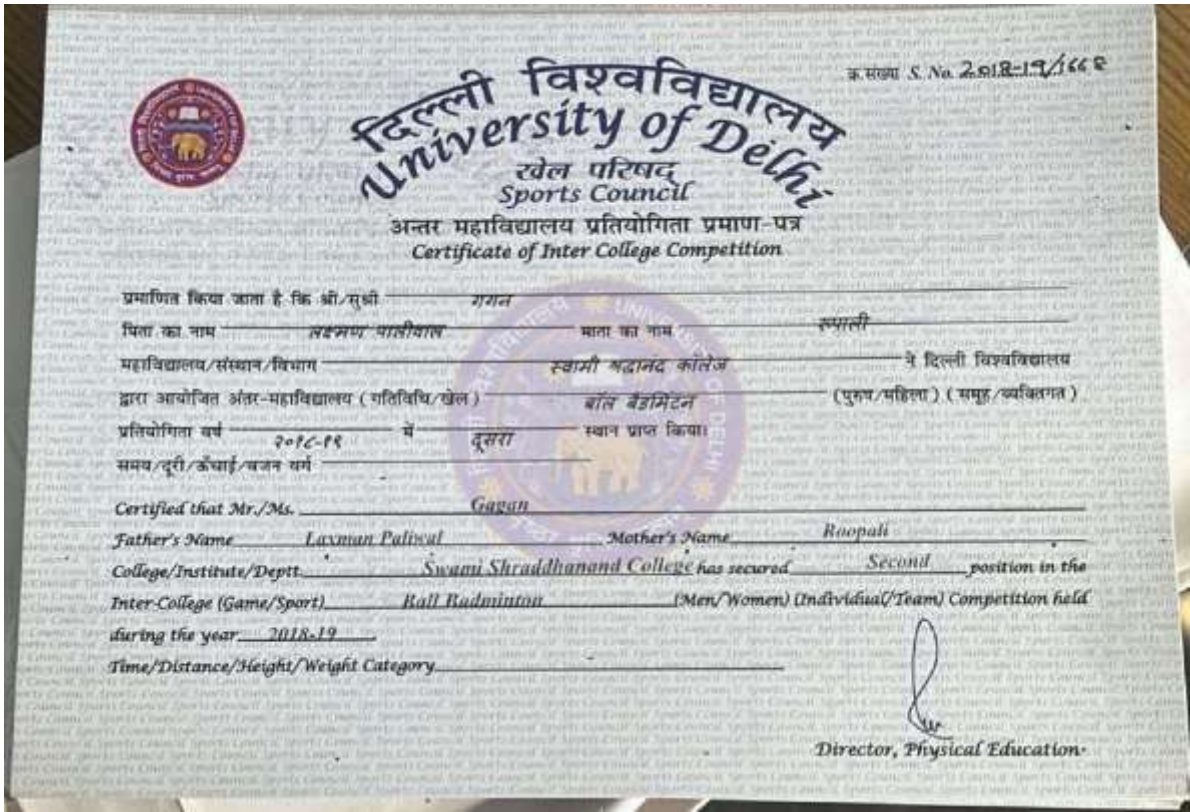 क्र.संख्या S. No. 2018-19/1668
दिल्ली विश्वविद्यालय
University of Delhi
खेल परिषद्
Sports Council
अन्तर महाविद्यालय प्रतियोगिता प्रमाण-पत्र
Certificate of Inter College Competition
प्रमाणित किया जाता है कि श्री/सुश्री गगन
पिता का नाम लक्ष्मण पालीवाल माता का नाम रूपाली
महाविद्यालय/संस्थान/विभाग स्वामी श्रद्धानंद कॉलेज ने दिल्ली विश्वविद्यालय
द्वारा आयोजित अंतर-महाविद्यालय (गतिविधि/खेल) बॉल बैडमिंटन (पुरुष/महिला) (समूह/व्यक्तिगत)
प्रतियोगिता वर्ष २०१८-१९ में दूसरा स्थान प्राप्त किया।
समय/दूरी/ऊँचाई/वजन वर्ग
Certified that Mr./Ms. Gagan
Father's Name Laxman Paliwal Mother's Name Roopali
College/Institute/Deptt. Swami Shraddhanand College has secured Second position in the
Inter-College (Game/Sport) Ball Badminton (Men/Women) (Individual/Team) Competition held
during the year 2018-19
Time/Distance/Height/Weight Category
Director, Physical Education